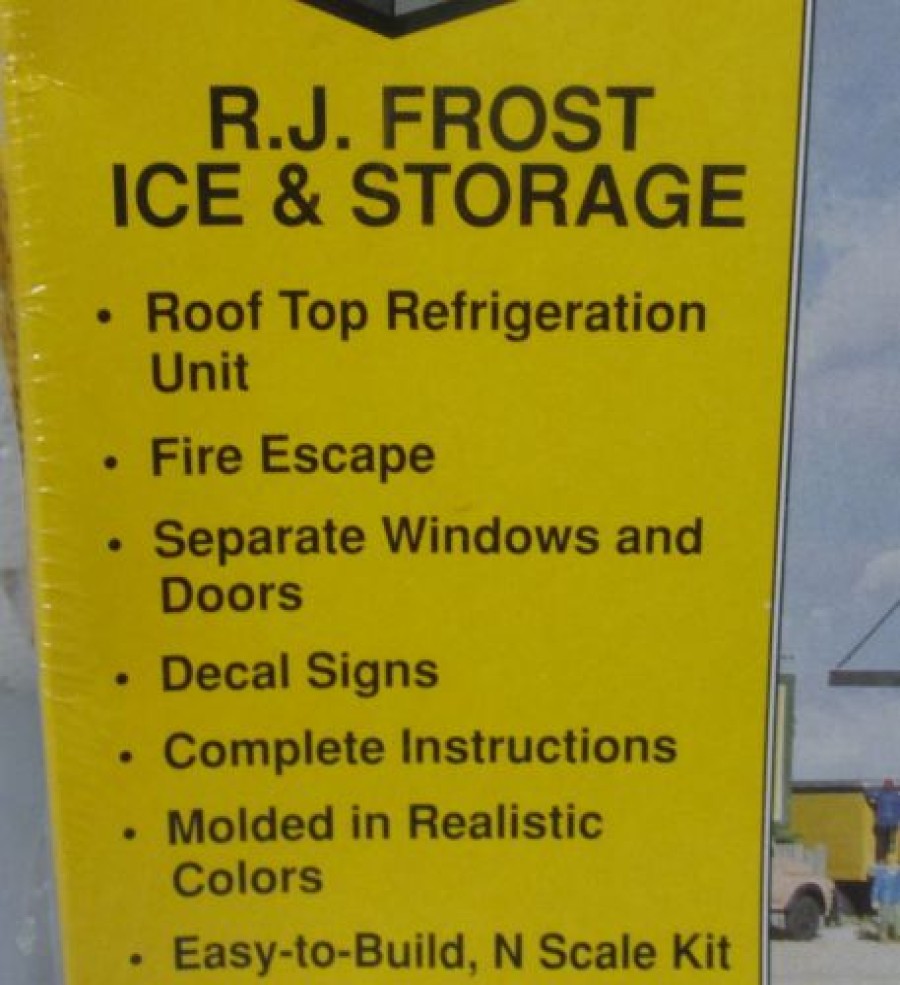 R.J. FROST
ICE & STORAGE
• Roof Top Refrigeration
Unit
• Fire Escape
• Separate Windows and
Doors
• Decal Signs
• Complete Instructions
• Molded in Realistic
Colors
• Easy-to-Build, N Scale Kit